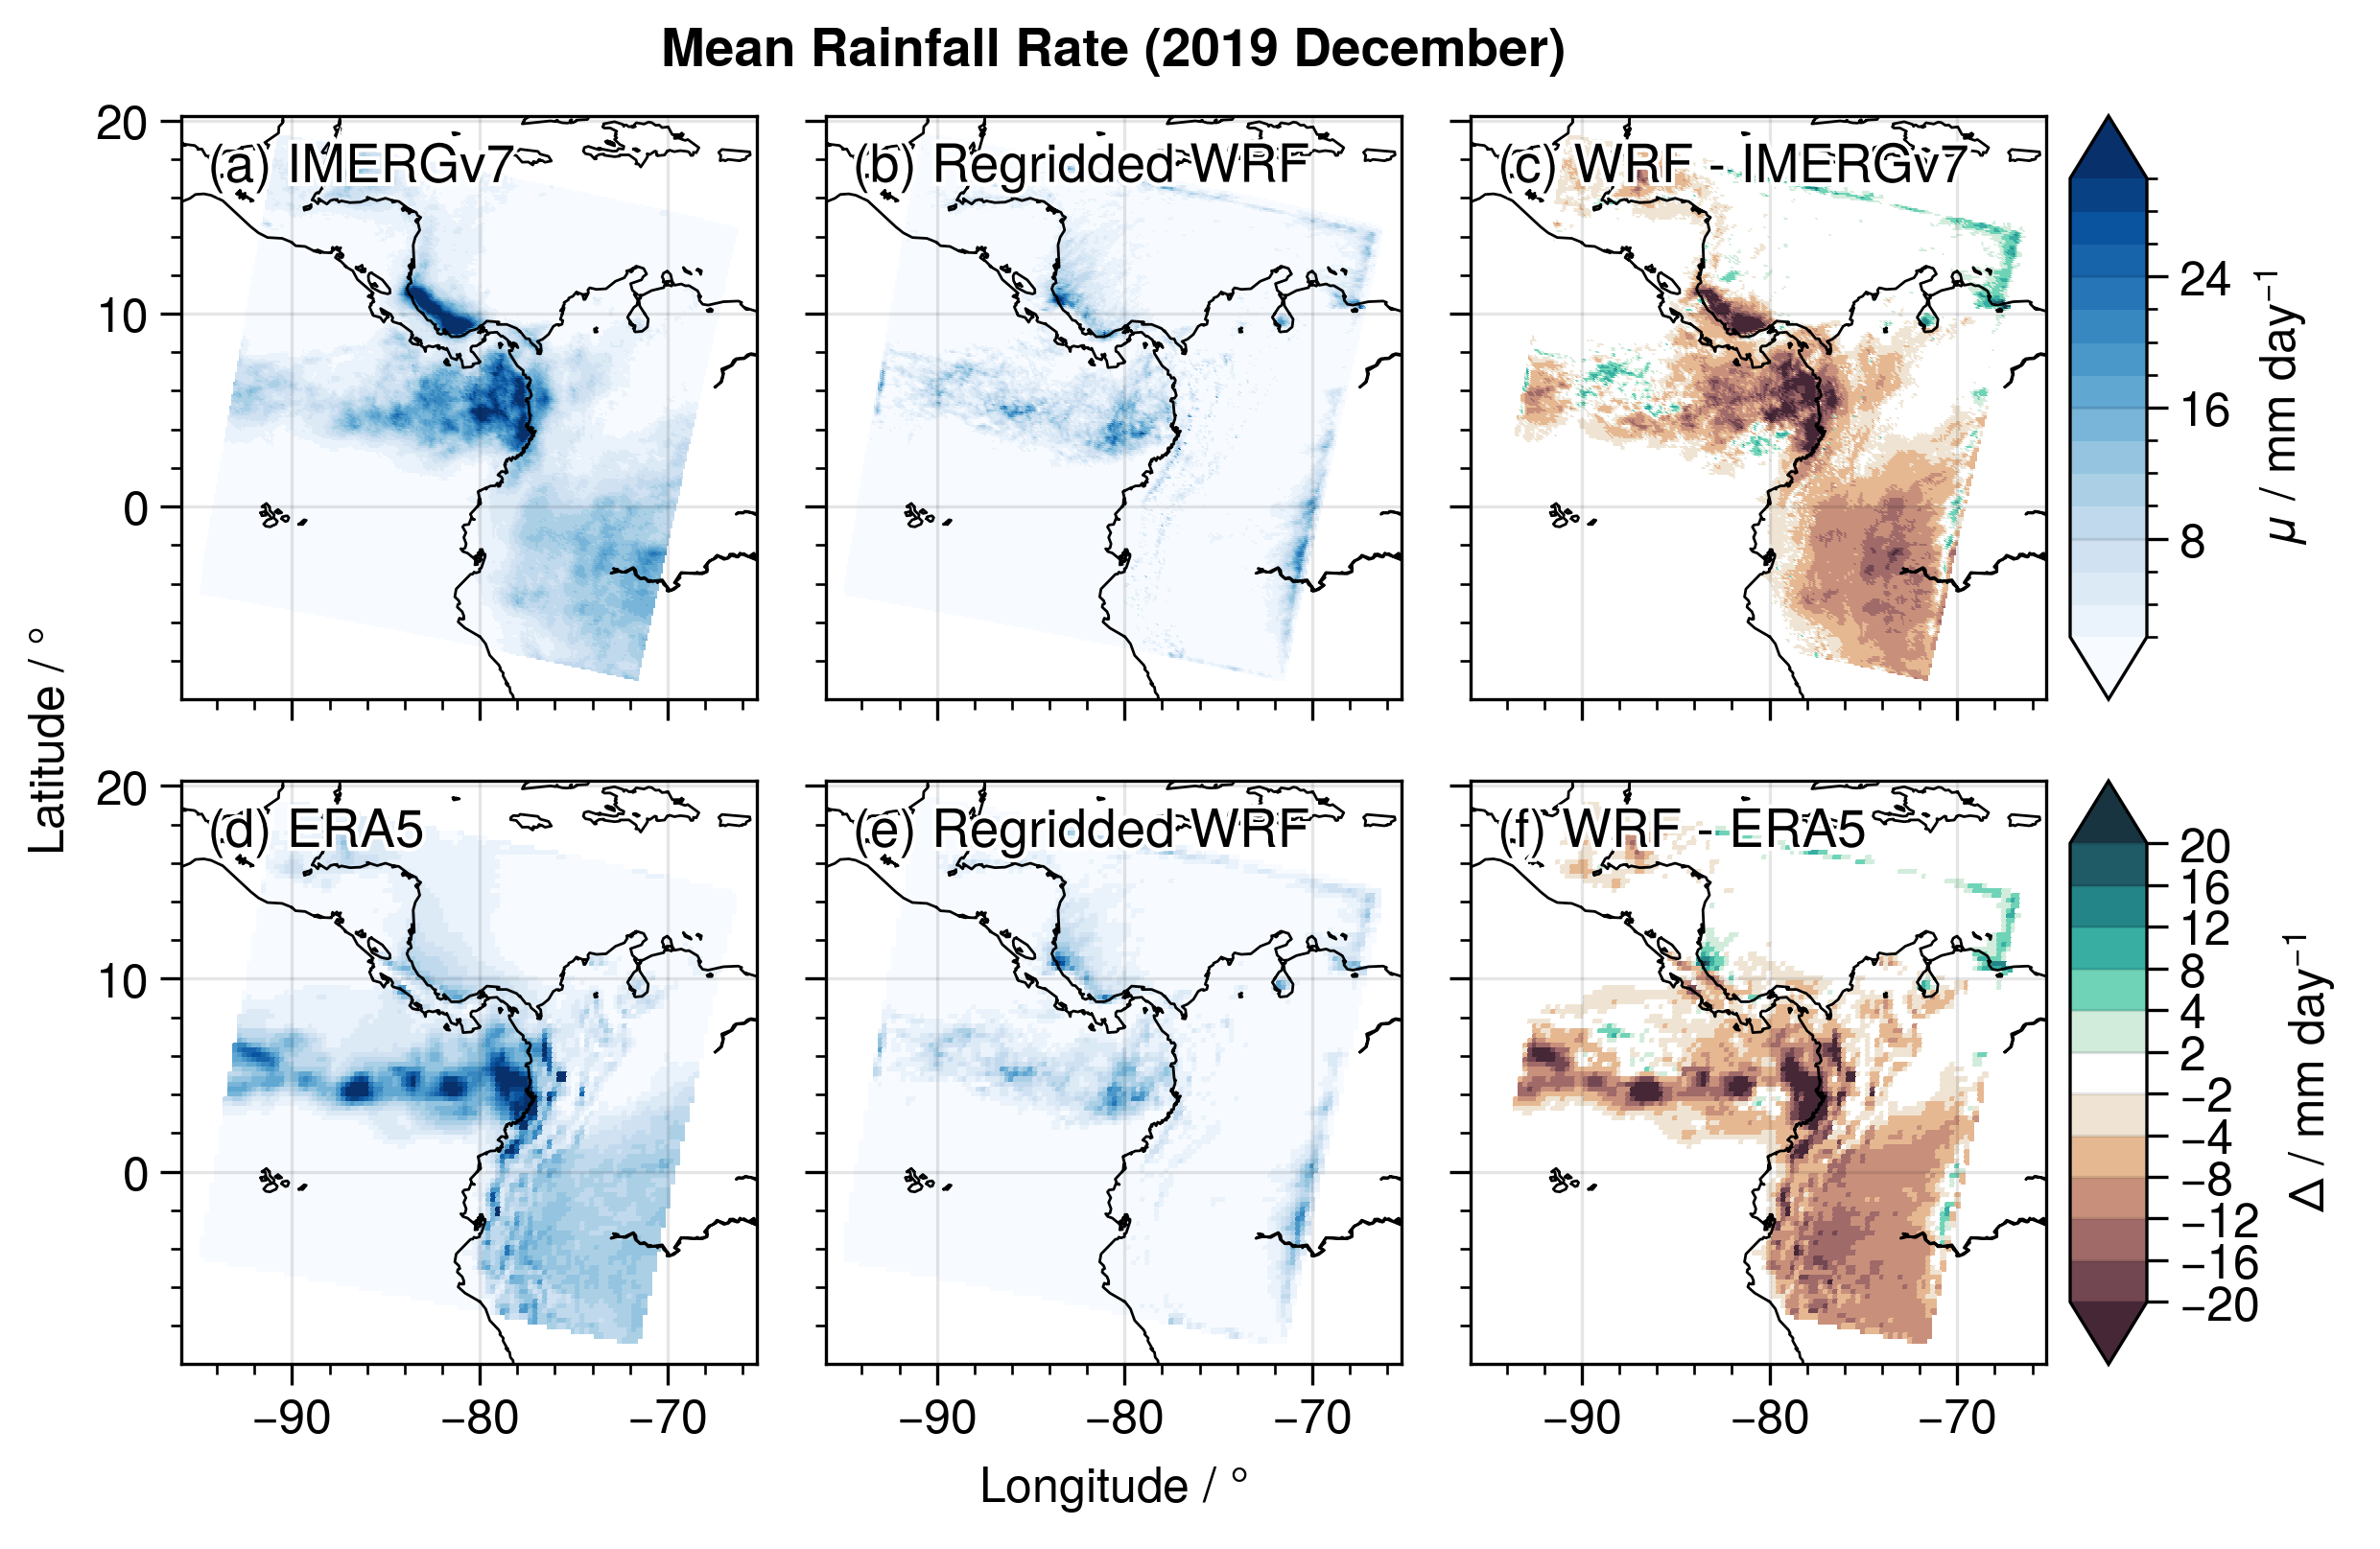 Mean Rainfall Rate (2019 December)
(a) IMERGv7
(b) Regridded WRF
(c) WRF - IMERGv7
20
10
0
24
16
8
μ / mm day⁻¹
Latitude / °
(d) ERA5
(e) Regridded WRF
(f) WRF - ERA5
20
10
0
−90
−80
−70
−90
−80
−70
−90
−80
−70
20
16
12
8
4
2
−2
−4
−8
−12
−16
−20
Δ / mm day⁻¹
Longitude / °